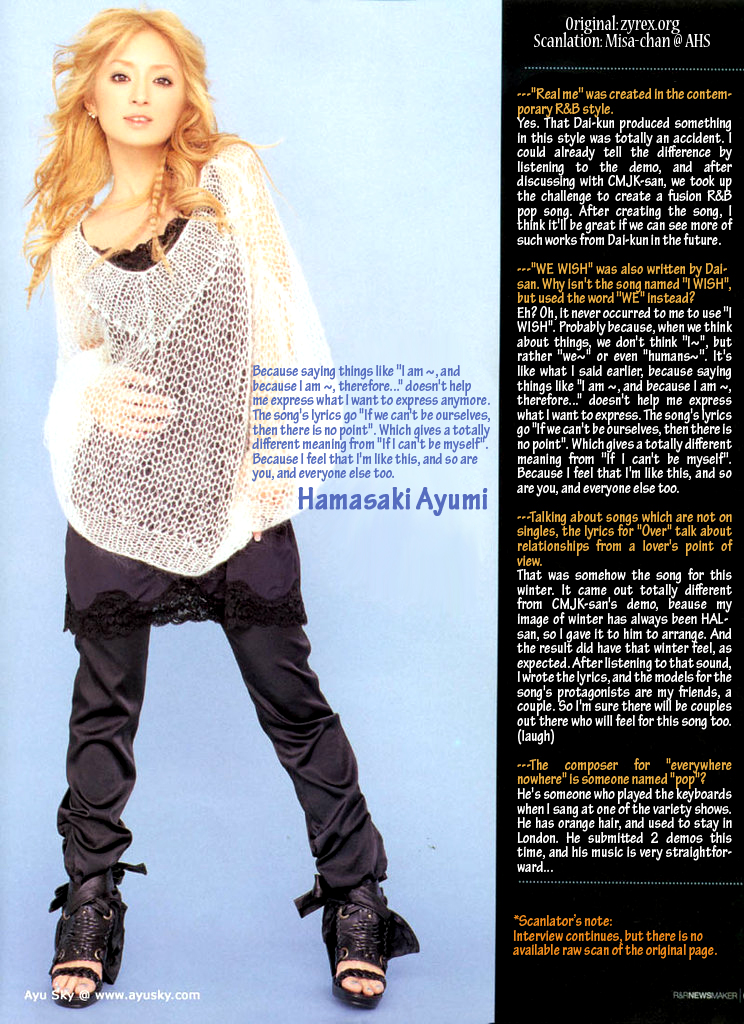 Because saying things like "I am ~, and
because I am ~, therefore..." doesn't help
me express what I want to express anymore.
The song's lyrics go "If we can't be ourselves,
then there is no point". Which gives a totally
different meaning from "If I can't be myself".
Because I feel that I'm like this, and so are
you, and everyone else too.
Hamasaki Ayumi
Ayu Sky @ www.ayusky.com
Original: zyrex.org
Scanlation: Misa-chan @ AHS
---"Real me" was created in the contem-
porary R&B style.
Yes. That Dai-kun produced something
in this style was totally an accident. I
could already tell the difference by
listening to the demo, and after
discussing with CMJK-san, we took up
the challenge to create a fusion R&B
pop song. After creating the song, I
think it'll be great if we can see more of
such works from Dai-kun in the future.
---"WE WISH" was also written by Dai-
san. Why isn't the song named "I WISH",
but used the word "WE" instead?
Eh? Oh, it never occurred to me to use "I
WISH". Probably because, when we think
about things, we don't think "I~", but
rather "we~" or even "humans~". It's
like what I said earlier, because saying
things like "I am ~, and because I am ~,
therefore..." doesn't help me express
what I want to express. The song's lyrics
go "If we can't be ourselves, then there is
no point". Which gives a totally different
meaning from "If I can't be myself".
Because I feel that I'm like this, and so
are you, and everyone else too.
---Talking about songs which are not on
singles, the lyrics for "Over" talk about
relationships from a lover's point of
view.
That was somehow the song for this
winter. It came out totally different
from CMJK-san's demo, beause my
image of winter has always been HAL-
san, so I gave it to him to arrange. And
the result did have that winter feel, as
expected. After listening to that sound,
I wrote the lyrics, and the models for the
song's protagonists are my friends, a
couple. So I'm sure there will be couples
out there who will feel for this song too.
(laugh)
---The composer for "everywhere
nowhere" is someone named "pop"?
He's someone who played the keyboards
when I sang at one of the variety shows.
He has orange hair, and used to stay in
London. He submitted 2 demos this
time, and his music is very straightfor-
ward...
*Scanlator's note:
Interview continues, but there is no
available raw scan of the original page.
R&R NEWSMAKER